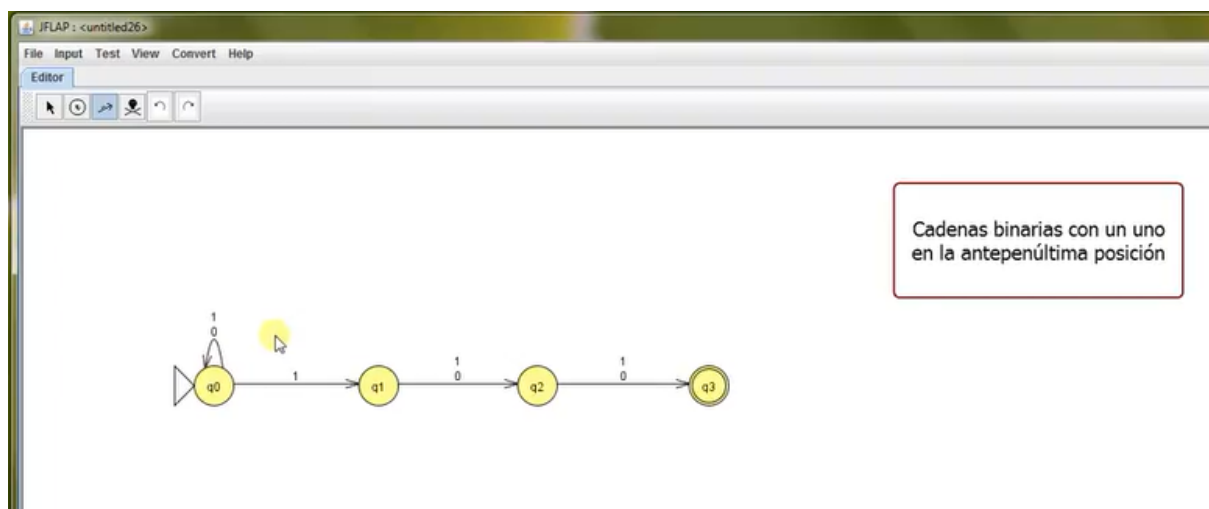 JFLAP : <untitled26>
File Input Test View Convert Help
Editor
Cadenas binarias con un uno
en la antepenúltima posición
1
0
q0
1
q1
1
0
q2
1
0
q3